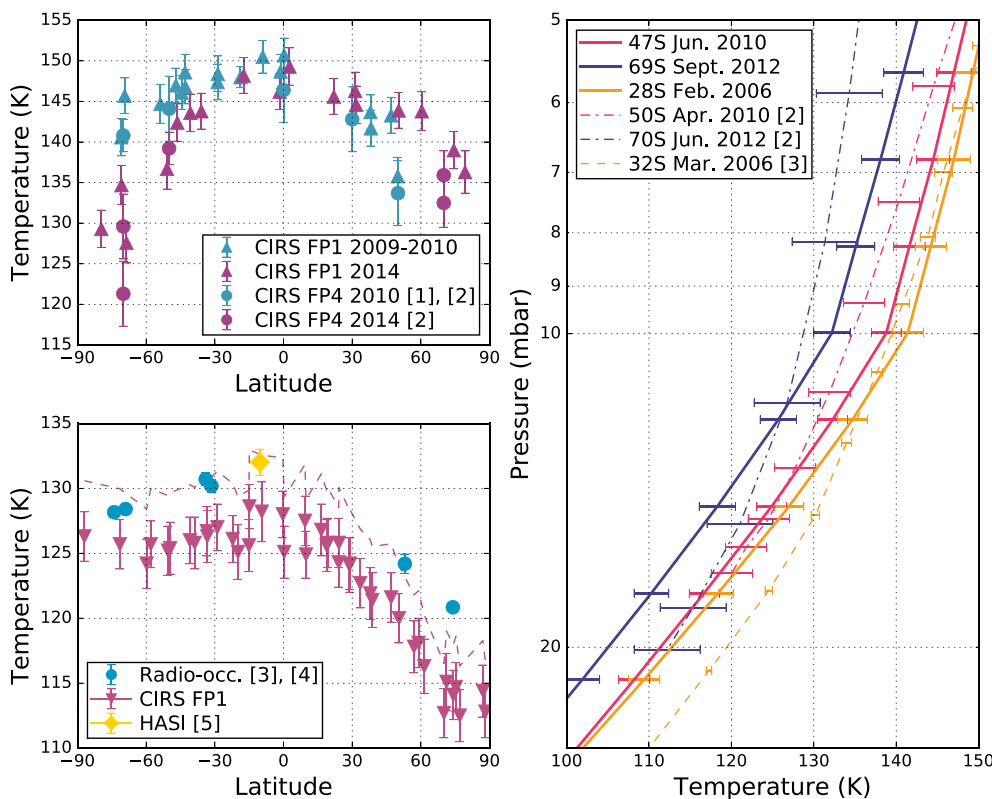 155
150
145
140
135
130
125
120
115
−90
−60
−30
0
30
60
90
Temperature (K)
Latitude
CIRS FP1 2009-2010
CIRS FP1 2014
CIRS FP4 2010 [1], [2]
CIRS FP4 2014 [2]
135
130
125
120
115
110
−90
−60
−30
0
30
60
90
Temperature (K)
Latitude
Radio-occ. [3], [4]
CIRS FP1
HASI [5]
5
6
7
8
9
10
20
100
110
120
130
140
150
Pressure (mbar)
Temperature (K)
47S Jun. 2010
69S Sept. 2012
28S Feb. 2006
50S Apr. 2010 [2]
70S Jun. 2012 [2]
32S Mar. 2006 [3]